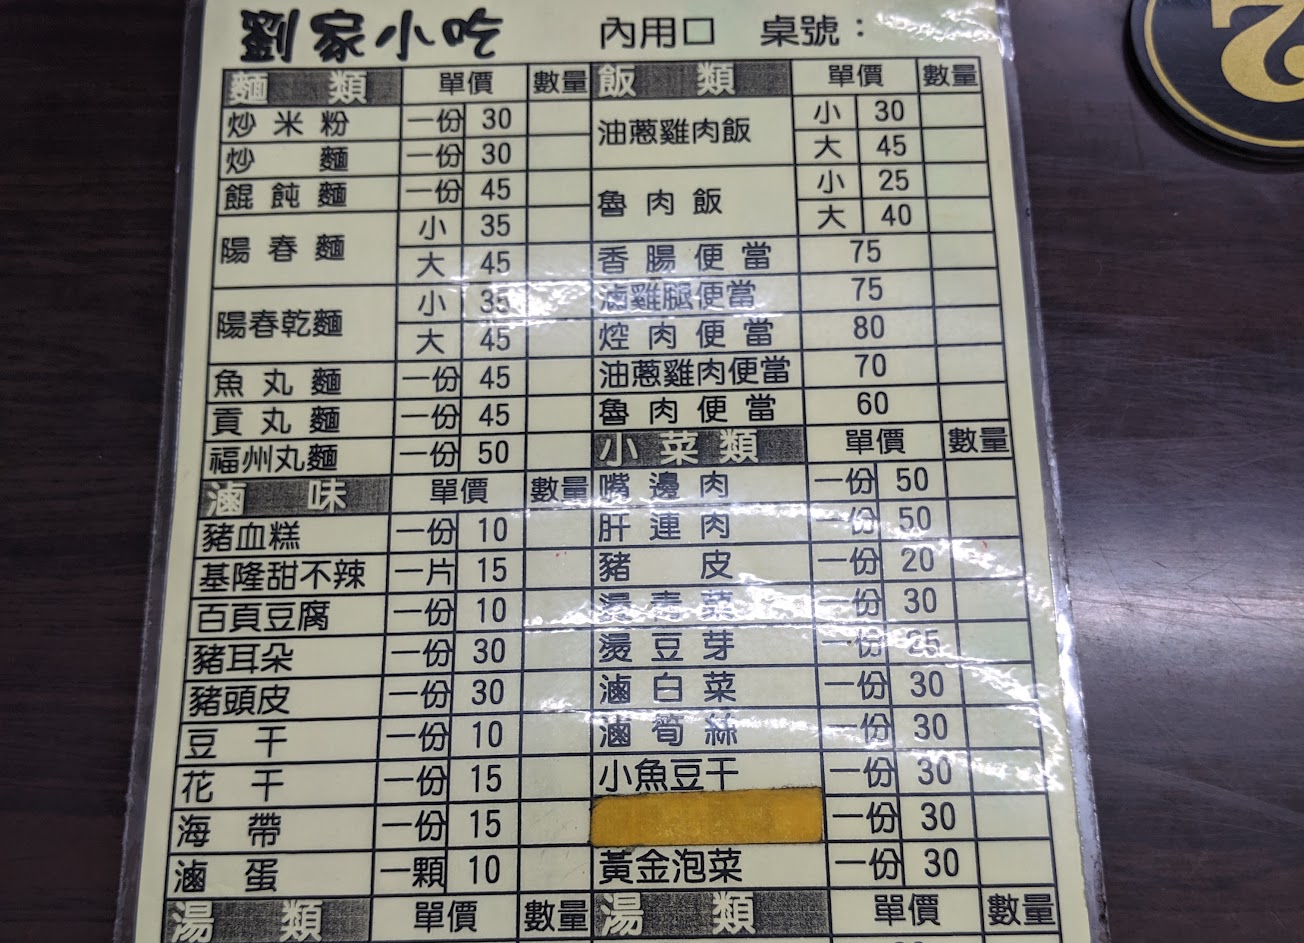 劉家小吃 內用口 桌號：
麵類 單價 數量
炒米粉 一份 30
炒麵 一份 30
餛飩麵 一份 45
陽春麵 小 35
大 45
陽春乾麵 小 35
大 45
魚丸麵 一份 45
貢丸麵 一份 45
福州丸麵 一份 50
滷味 單價 數量
豬血糕 一份 10
基隆甜不辣 一片 15
百頁豆腐 一份 10
豬耳朵 一份 30
豬頭皮 一份 30
豆干 一份 10
花干 一份 15
海帶 一份 15
滷蛋 一顆 10
湯類 單價 數量
飯類 單價 數量
油蔥雞肉飯 小 30
大 45
魯肉飯 小 25
大 40
香腸便當 75
滷雞腿便當 75
焢肉便當 80
油蔥雞肉便當 70
魯肉便當 60
小菜類 單價 數量
嘴邊肉 一份 50
肝連肉 一份 50
豬皮 一份 20
燙青菜 一份 30
燙豆芽 一份 25
滷白菜 一份 30
滷筍絲 一份 30
小魚豆干 一份 30
一份 30
黃金泡菜 一份 30
湯類 單價 數量